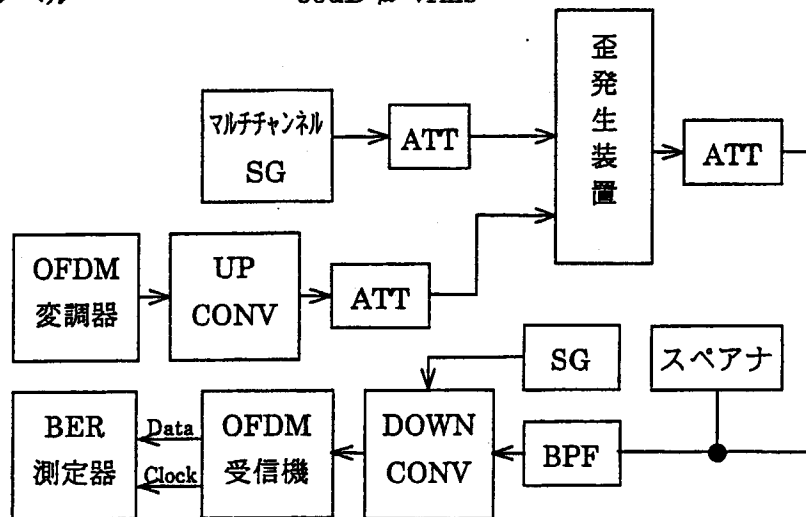 マルチチャンネル
SG
ATT
歪発生装置
ATT
OFDM
変調器
UP
CONV
ATT
SG
スペアナ
BER
測定器
Data
Clock
OFDM
受信機
DOWN
CONV
BPF